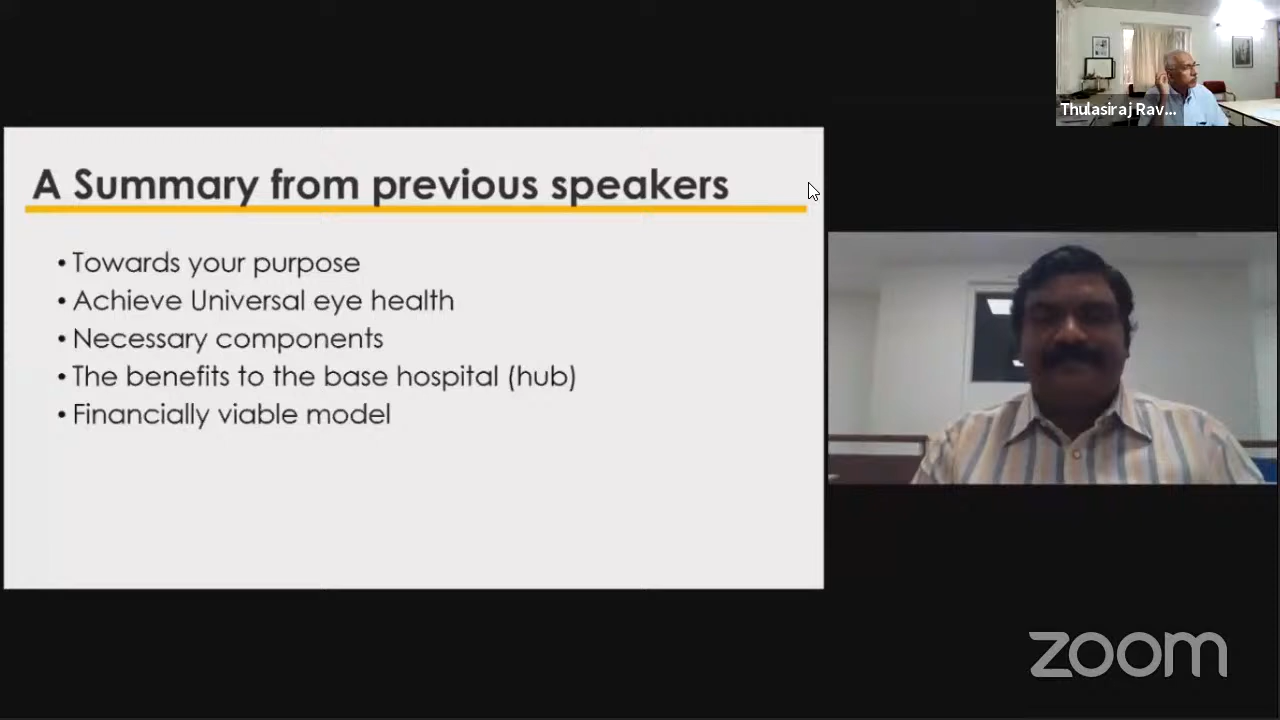 Thulasiraj Rav...
A Summary from previous speakers
• Towards your purpose
• Achieve Universal eye health
• Necessary components
• The benefits to the base hospital (hub)
• Financially viable model
zoom